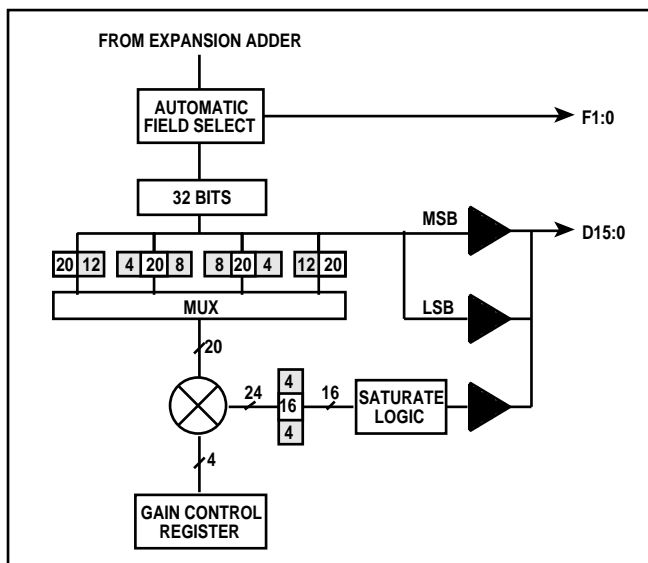 FROM EXPANSION ADDER
AUTOMATIC
FIELD SELECT
F1:0
32 BITS
MSB
D15:0
20 12 4 20 8 8 20 4 12 20
MUX
LSB
20
4
24 16 16
4
SATURATE
LOGIC
4
GAIN CONTROL
REGISTER